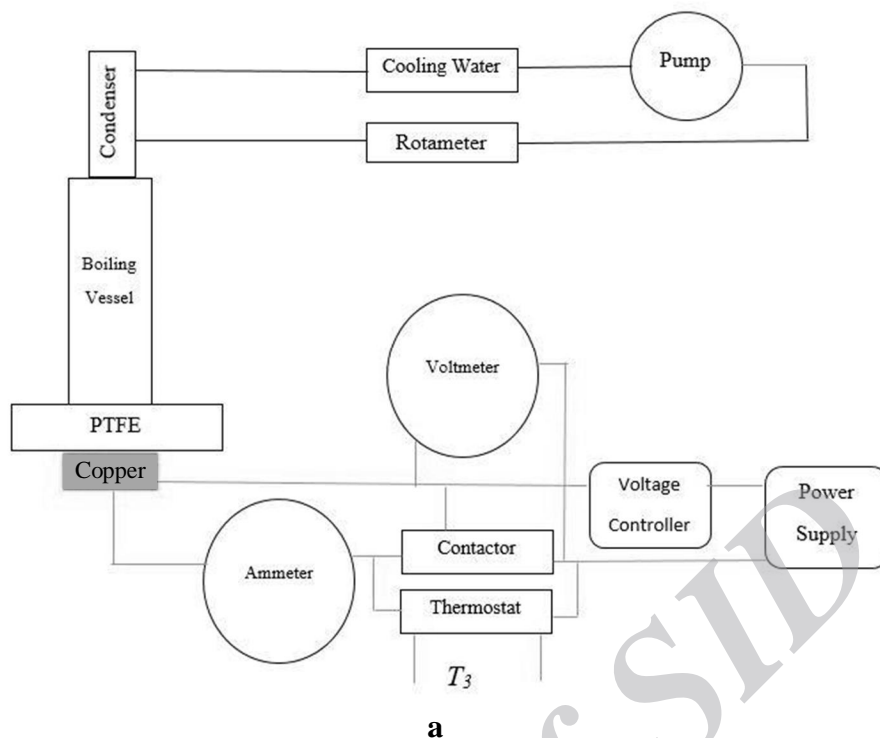 Condenser
Cooling Water
Pump
Rotameter
Boiling
Vessel
PTFE
Copper
Voltmeter
Voltage
Controller
Power
Supply
Ammeter
Contactor
Thermostat
T3
a
of SID